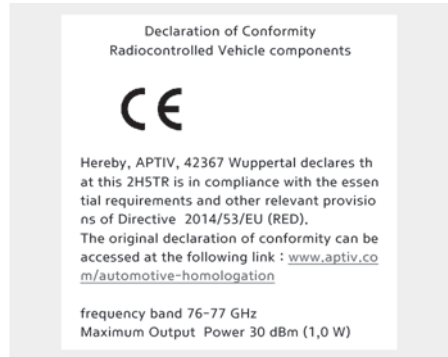 Declaration of Conformity
Radiocontrolled Vehicle components
CE
Hereby, APTIV, 42367 Wuppertal declares th
at this 2H5TR is in compliance with the essen
tial requirements and other relevant provisio
ns of Directive  2014/53/EU (RED).
The original declaration of conformity can be
accessed at the following link : www.aptiv.co
m/automotive-homologation
frequency band 76-77 GHz
Maximum Output  Power 30 dBm (1,0 W)